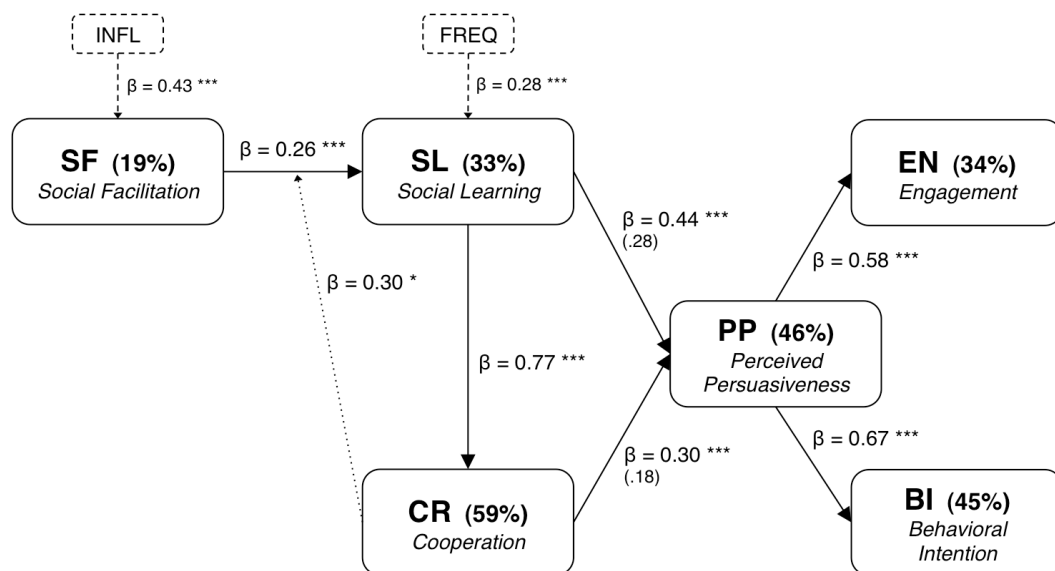 INFL
FREQ
β = 0.43 ***
β = 0.28 ***
SF (19%)
Social Facilitation
β = 0.26 ***
SL (33%)
Social Learning
EN (34%)
Engagement
β = 0.44 ***
(.28)
β = 0.30 *
β = 0.58 ***
PP (46%)
Perceived
Persuasiveness
β = 0.77 ***
β = 0.67 ***
β = 0.30 ***
(.18)
CR (59%)
Cooperation
BI (45%)
Behavioral
Intention